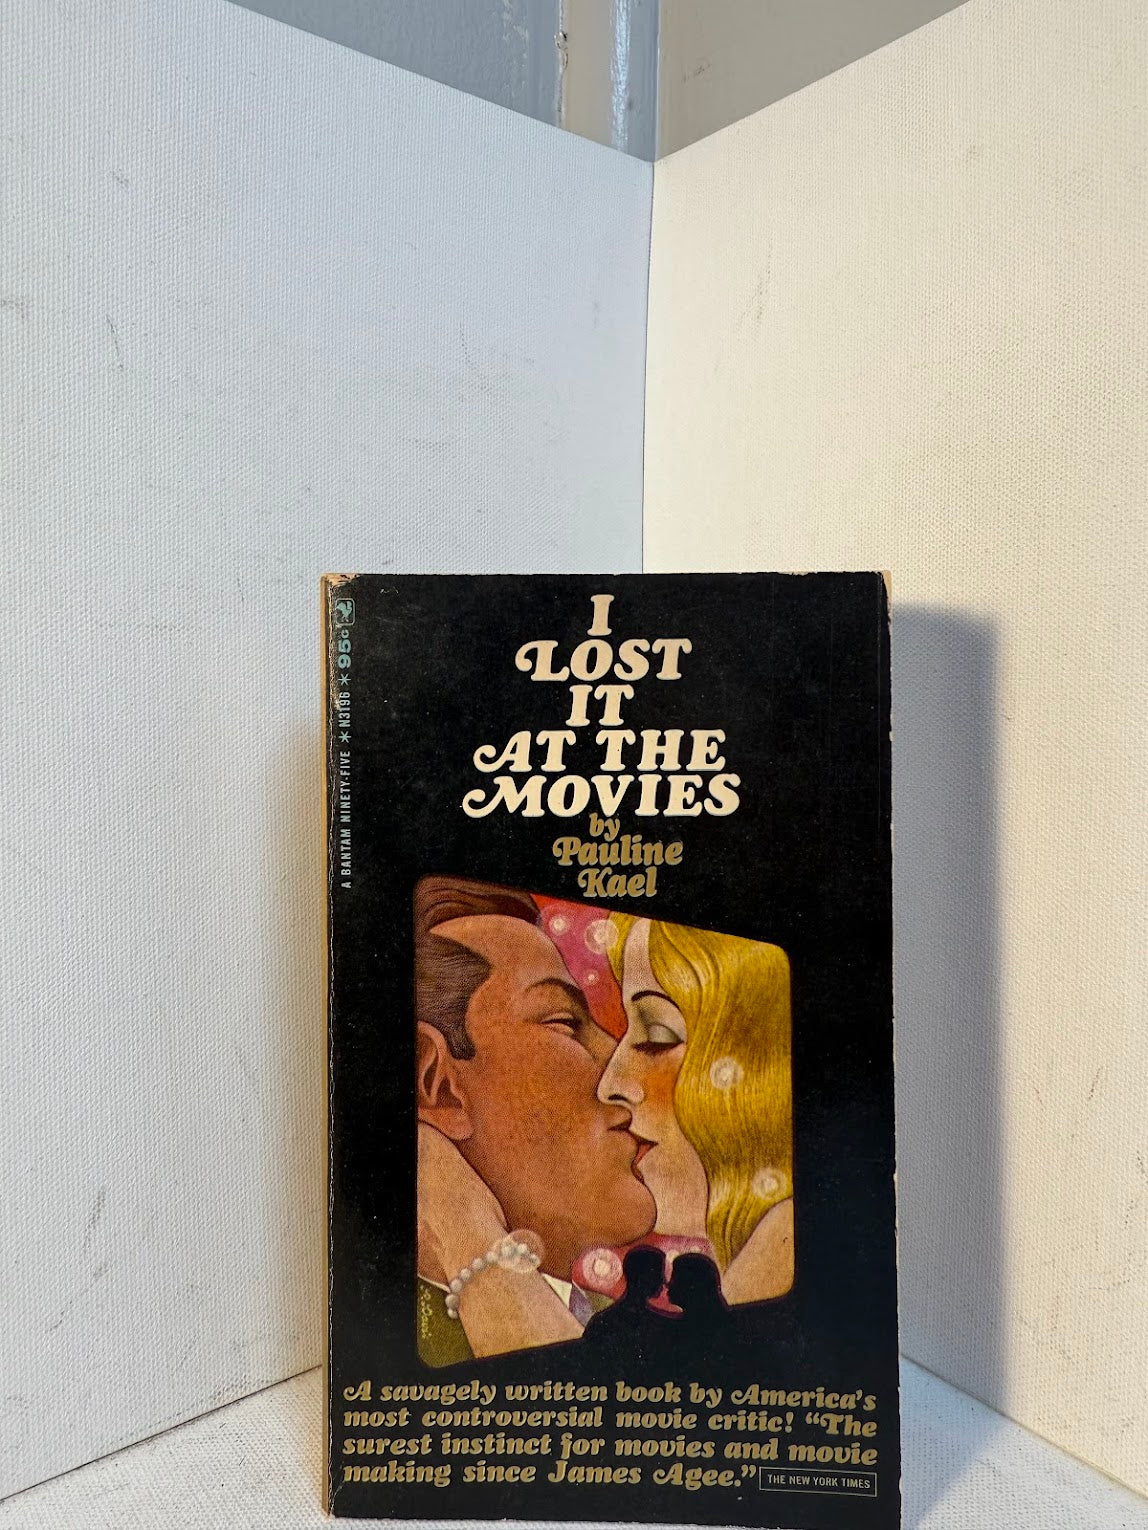 I
LOST
IT
AT THE
MOVIES
by
Pauline
Kael
A BANTAM NINETY-FIVE * N3196 * 95c
A savagely written book by America's
most controversial movie critic! “The
surest instinct for movies and movie
making since James Agee.” THE NEW YORK TIMES